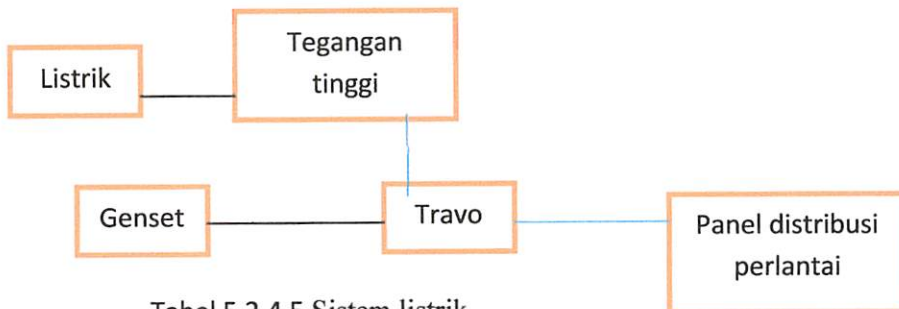 Listrik
Tegangan
tinggi
Genset
Travo
Panel distribusi
perlantai
Tabel 5.2.4.5 Sistem listrik